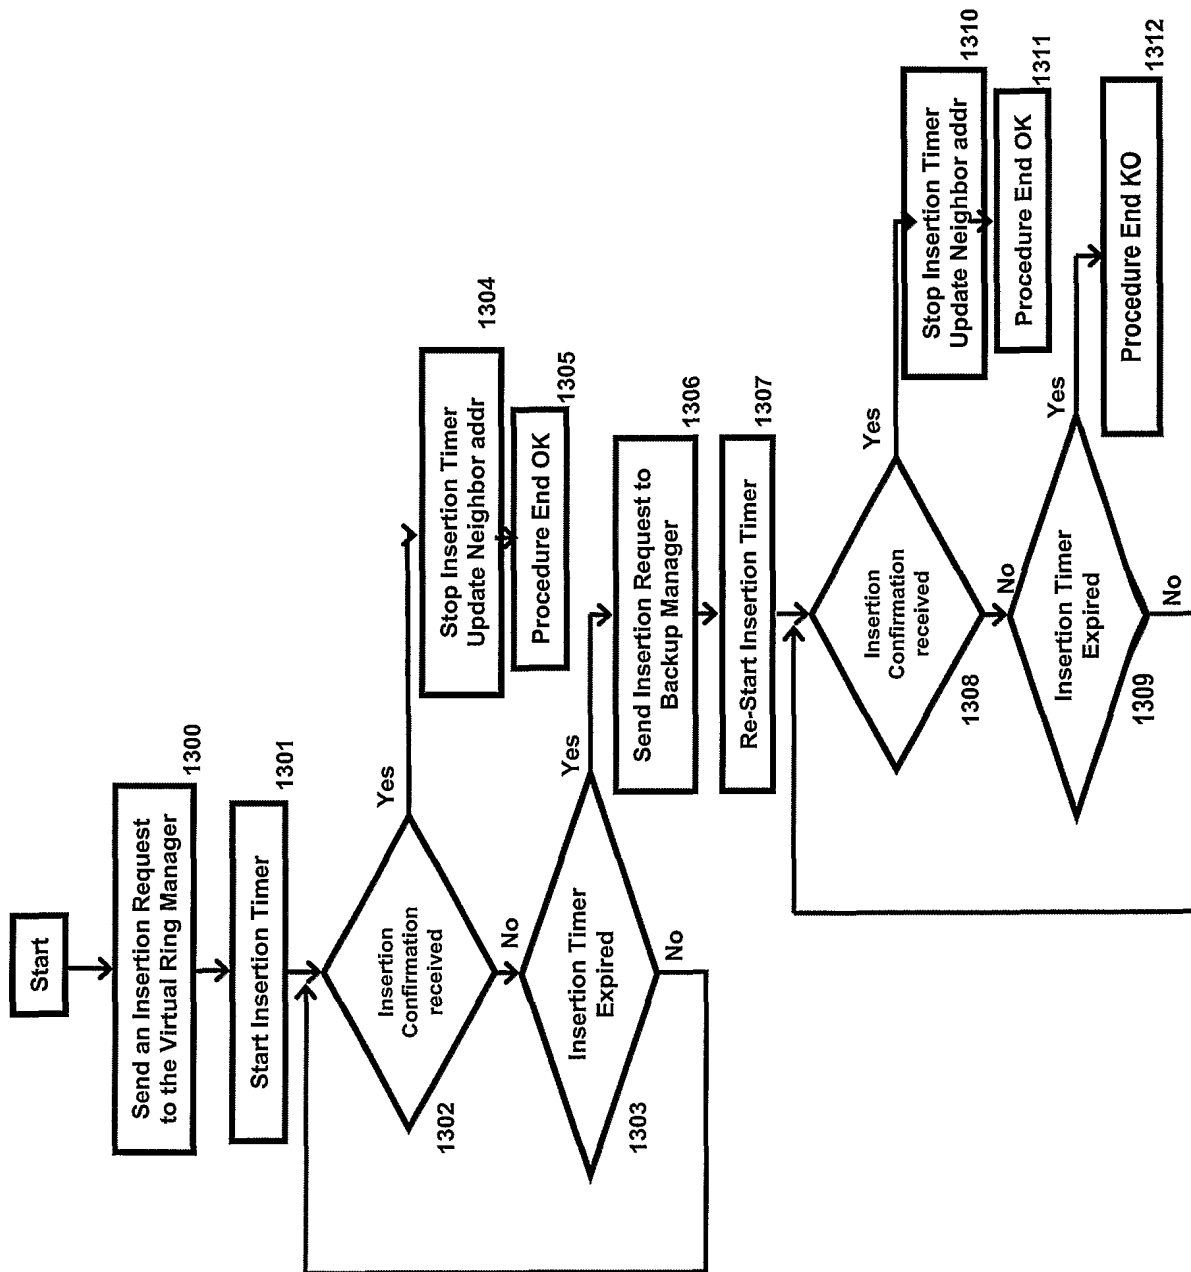 Start
Send an Insertion Request
to the Virtual Ring Manager
1300
Start Insertion Timer
1301
Insertion
Confirmation
received
1302
Yes
No
Stop Insertion Timer
Update Neighbor addr
1304
Procedure End OK
1305
Insertion Timer
Expired
1303
Yes
No
Send Insertion Request to
Backup Manager
1306
Re-Start Insertion Timer
1307
Insertion
Confirmation
received
1308
Yes
No
Stop Insertion Timer
Update Neighbor addr
1310
Procedure End OK
1311
Insertion Timer
Expired
1309
Yes
No
Procedure End KO
1312